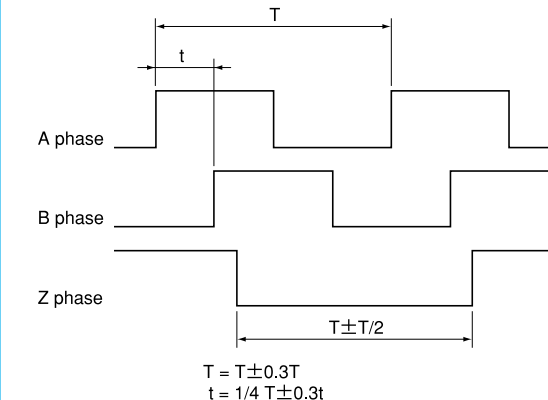 T
t
A phase
B phase
Z phase
T±T/2
T = T±0.3T
t = 1/4 T±0.3t